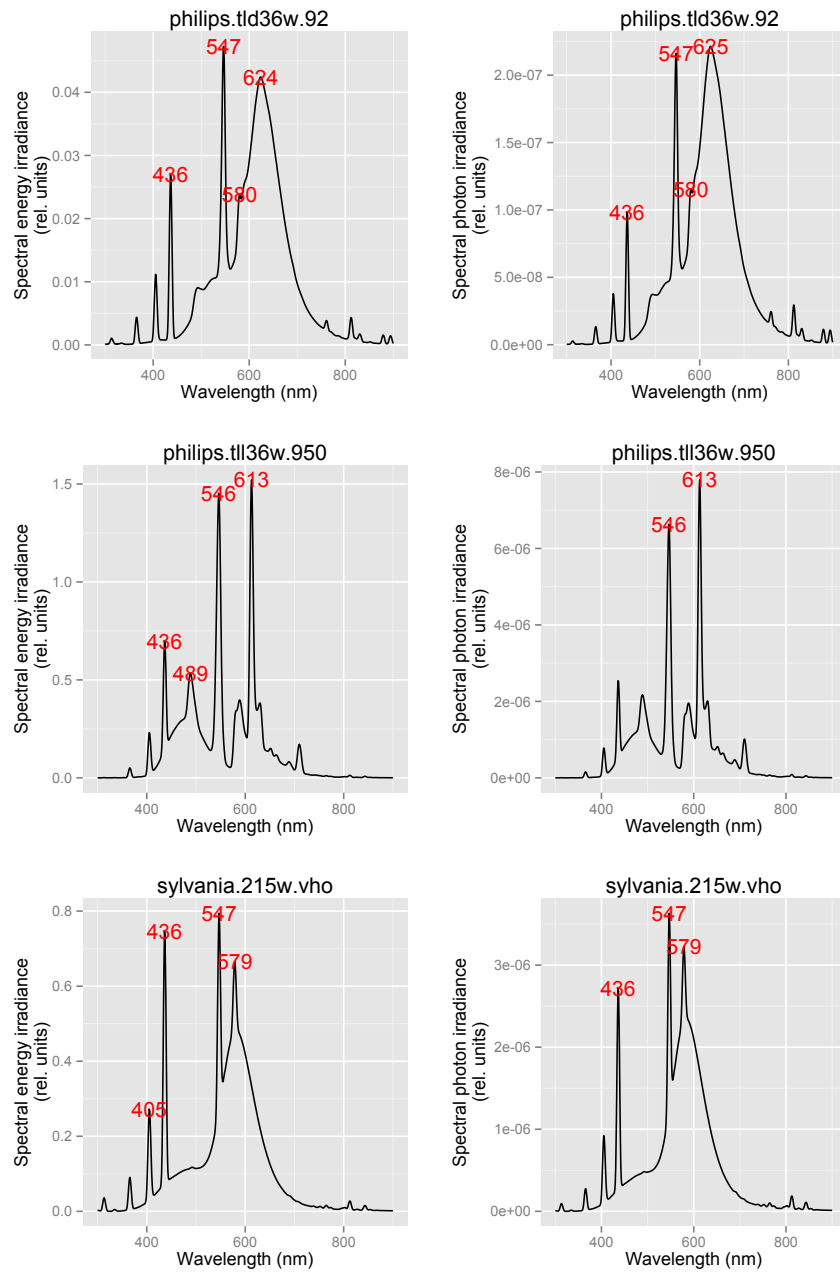 philips.tld36w.92
547
624
436
580
0.04
0.03
0.02
0.01
0.00
Spectral energy irradiance
(rel. units)
400 600 800
Wavelength (nm)
philips.tld36w.92
625
547
580
436
2.0e-07
1.5e-07
1.0e-07
5.0e-08
0.0e+00
Spectral photon irradiance
(rel. units)
400 600 800
Wavelength (nm)
philips.tll36w.950
613
546
436
489
1.5
1.0
0.5
0.0
Spectral energy irradiance
(rel. units)
400 600 800
Wavelength (nm)
philips.tll36w.950
613
546
8e-06
6e-06
4e-06
2e-06
0e+00
Spectral photon irradiance
(rel. units)
400 600 800
Wavelength (nm)
sylvania.215w.vho
547
436
579
405
0.8
0.6
0.4
0.2
0.0
Spectral energy irradiance
(rel. units)
400 600 800
Wavelength (nm)
sylvania.215w.vho
547
579
436
3e-06
2e-06
1e-06
0e+00
Spectral photon irradiance
(rel. units)
400 600 800
Wavelength (nm)